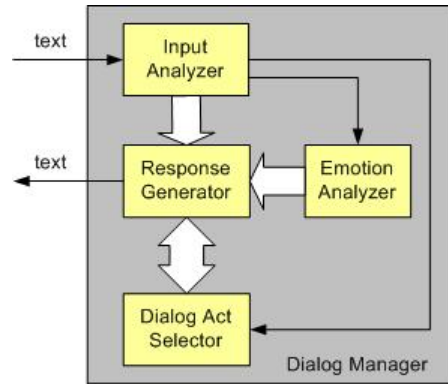 text
Input
Analyzer
text
Response
Generator
Emotion
Analyzer
Dialog Act
Selector
Dialog Manager